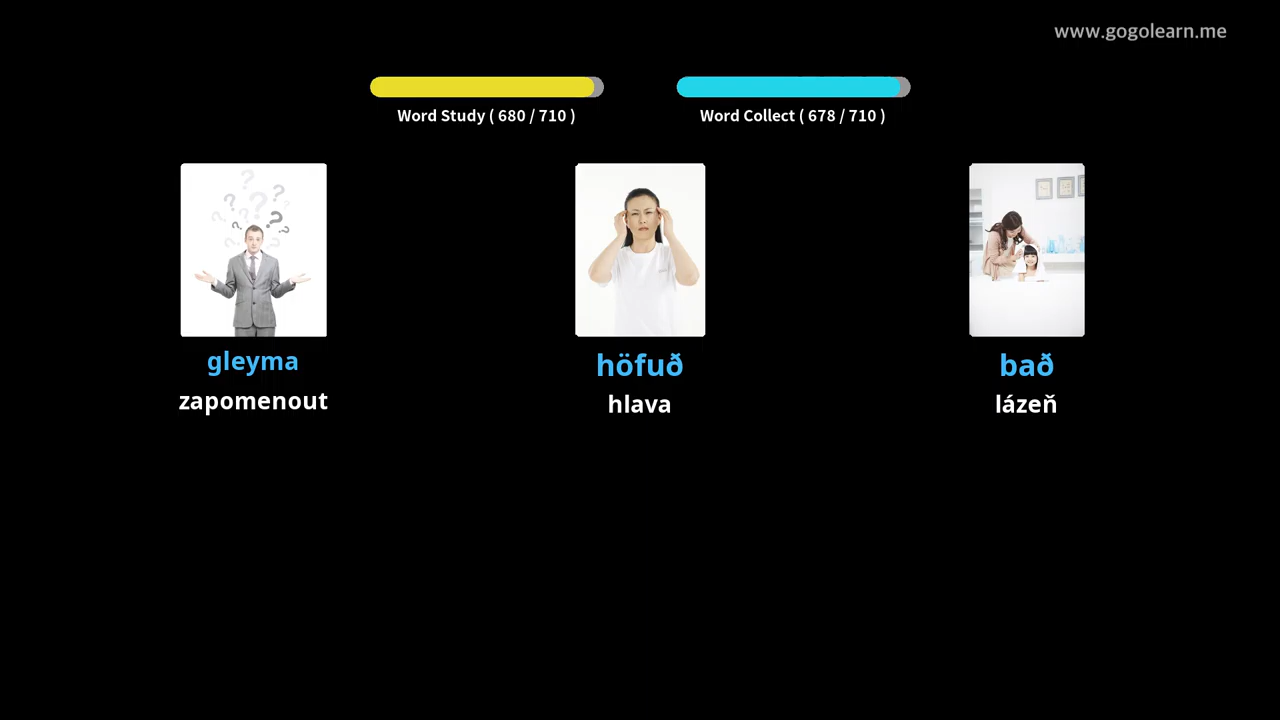 www.gogolearn.me
Word Study ( 680 / 710 )
Word Collect ( 678 / 710 )
gleyma
höfuð
bað
zapomenout
hlava
lázeň